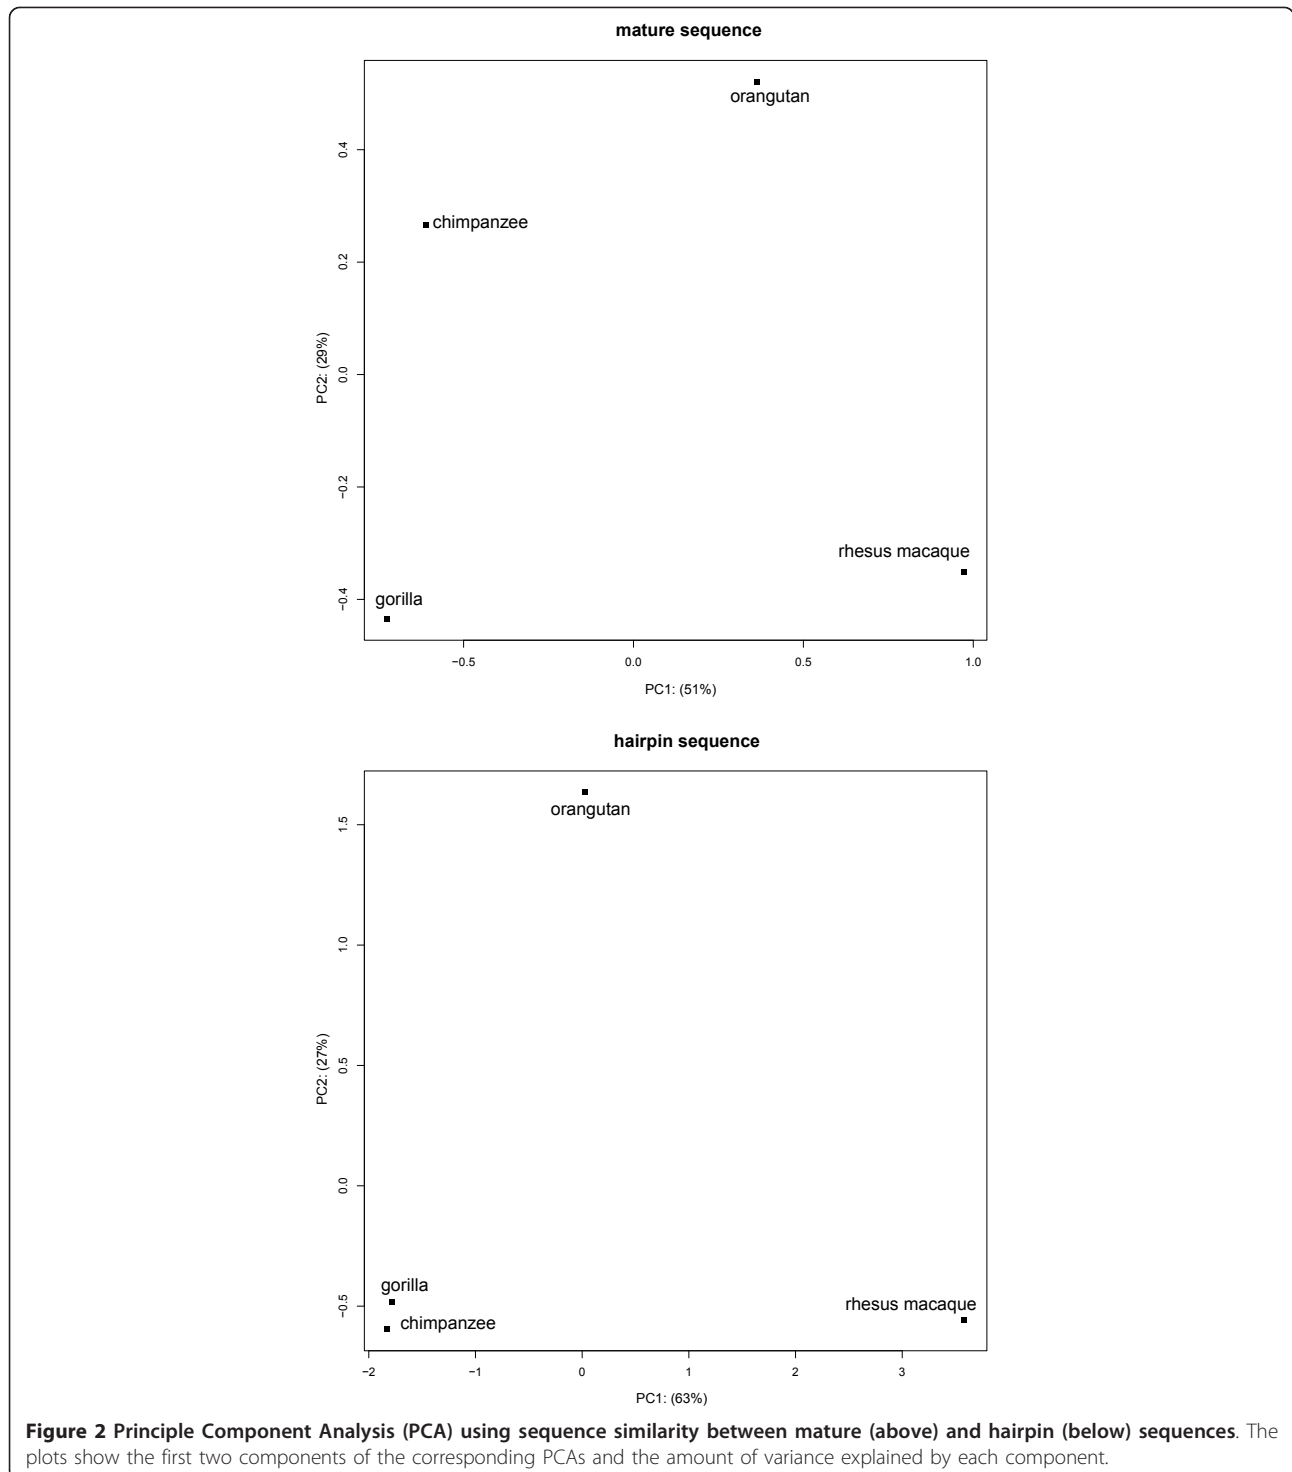 mature sequence
orangutan
0.4
chimpanzee
0.2
PC2: (29%)
0.0
−0.2
rhesus macaque
−0.4
gorilla
−0.5
0.0
0.5
1.0
PC1: (51%)
hairpin sequence
orangutan
1.5
1.0
PC2: (27%)
0.5
0.0
gorilla
−0.5
rhesus macaque
chimpanzee
−2
−1
0
1
2
3
PC1: (63%)
Figure 2 Principle Component Analysis (PCA) using sequence similarity between mature (above) and hairpin (below) sequences. The
plots show the first two components of the corresponding PCAs and the amount of variance explained by each component.